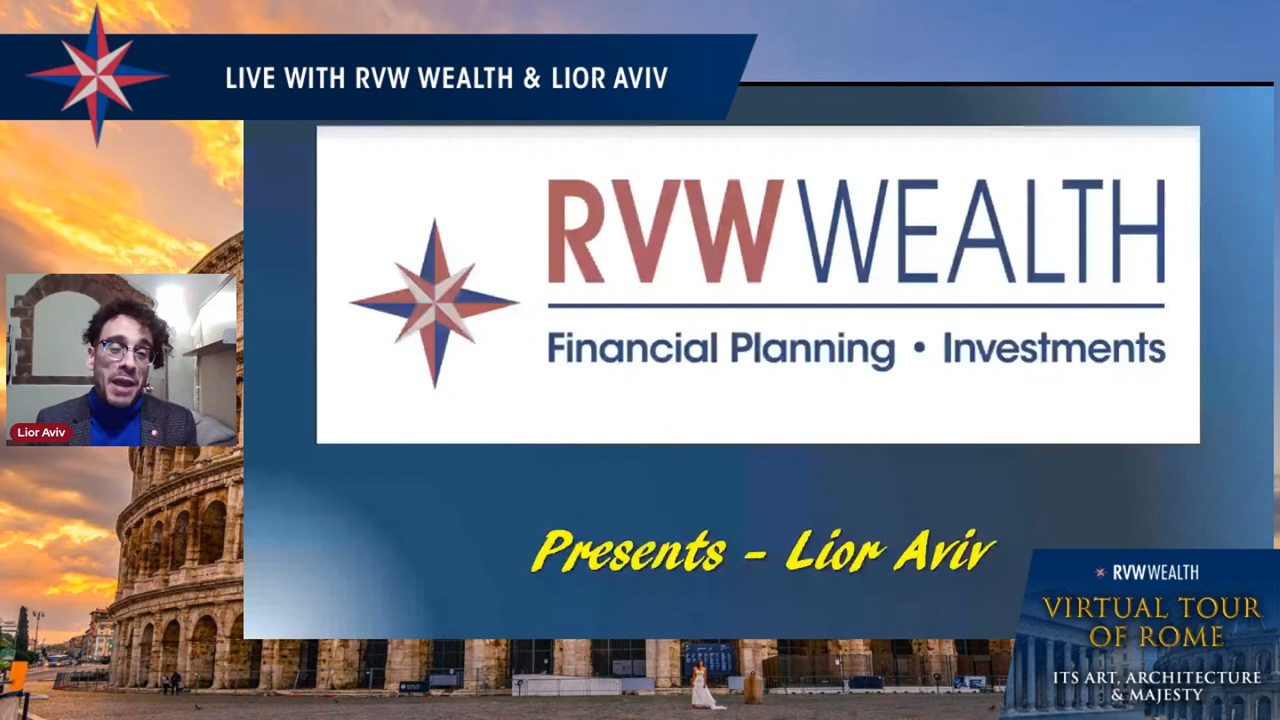 LIVE WITH RVW WEALTH & LIOR AVIV
RVW WEALTH
Financial Planning • Investments
Lior Aviv
Presents - Lior Aviv
RVW WEALTH
VIRTUAL TOUR
OF ROME
ITS ART, ARCHITECTURE
& MAJESTY